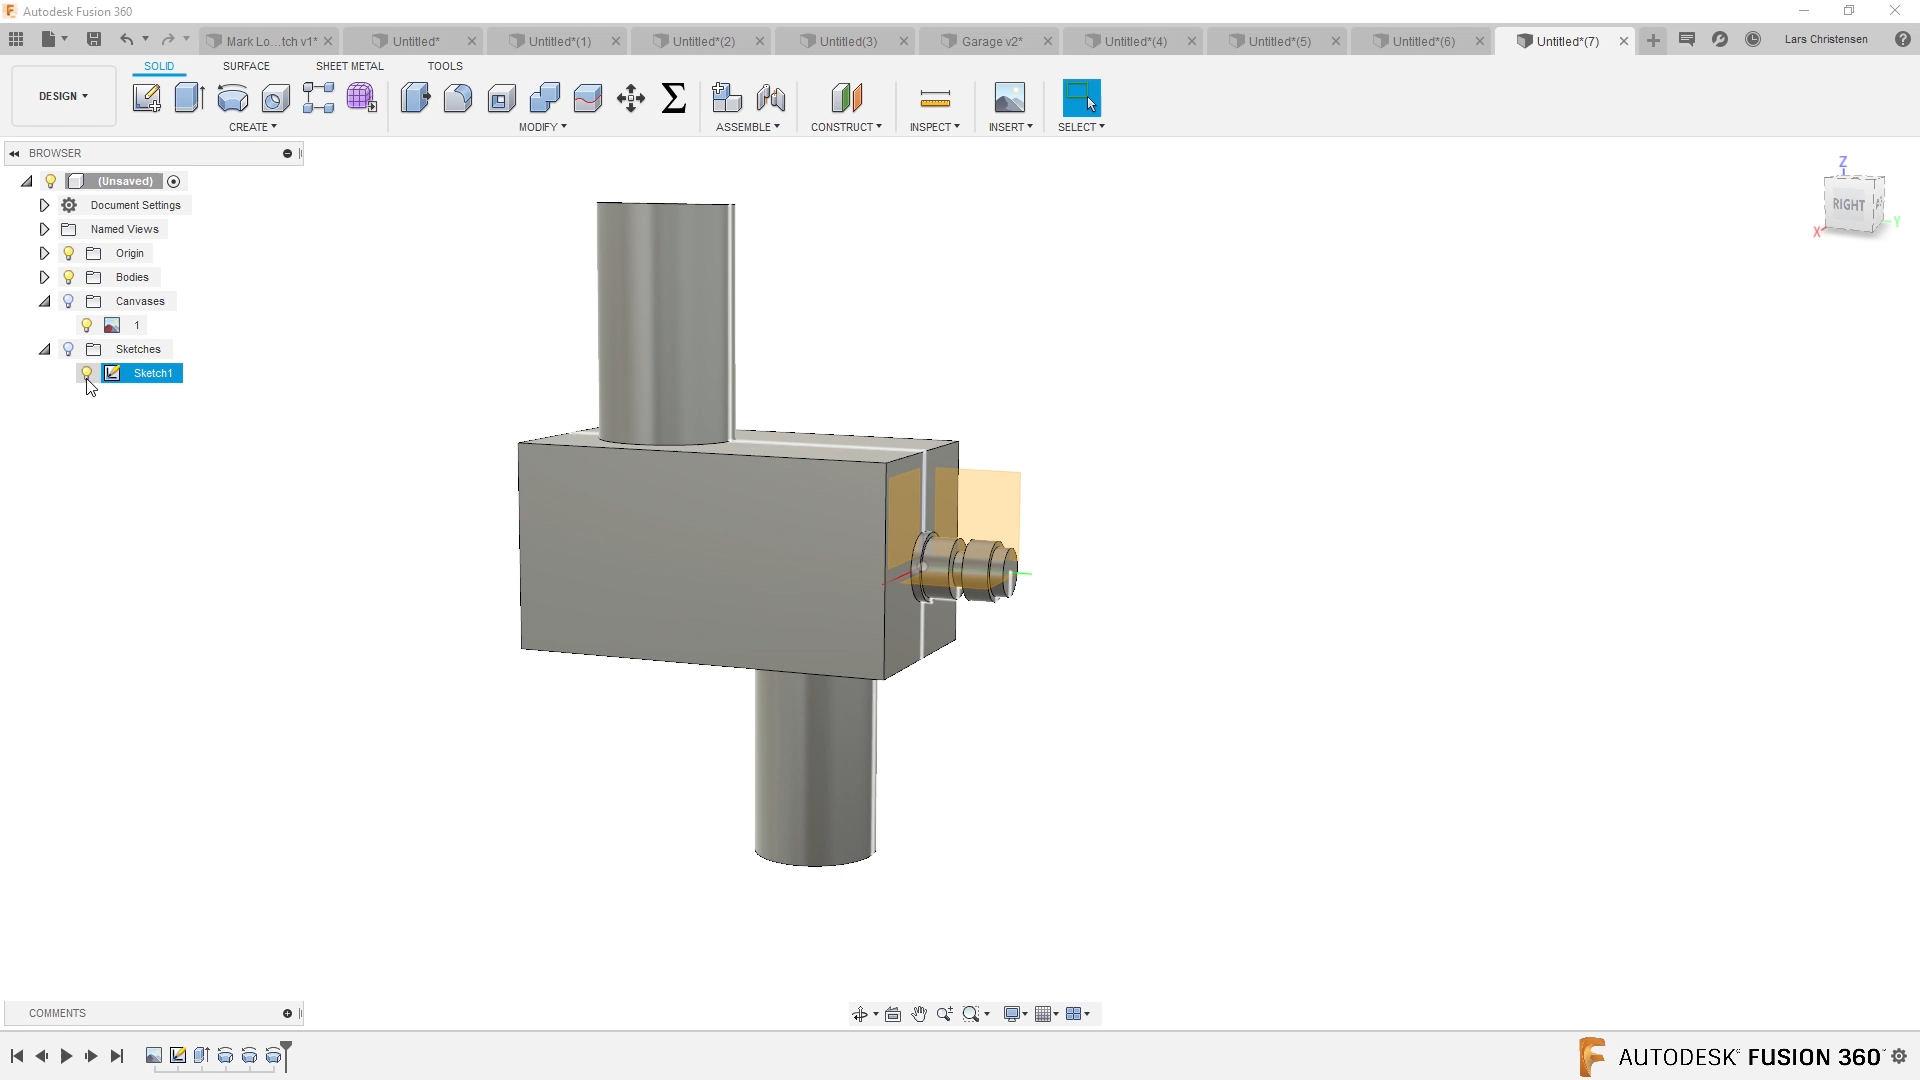 Autodesk Fusion 360
Mark Lo...tch v1*
Untitled*
Untitled*(1)
Untitled*(2)
Untitled(3)
Garage v2*
Untitled*(4)
Untitled*(5)
Untitled*(6)
Untitled*(7)
Lars Christensen
SOLID
SURFACE
SHEET METAL
TOOLS
DESIGN
CREATE
MODIFY
ASSEMBLE
CONSTRUCT
INSPECT
INSERT
SELECT
BROWSER
(Unsaved)
Document Settings
Named Views
Origin
Bodies
Canvases
1
Sketches
Sketch1
Z
RIGHT
Y
X
COMMENTS
AUTODESK FUSION 360